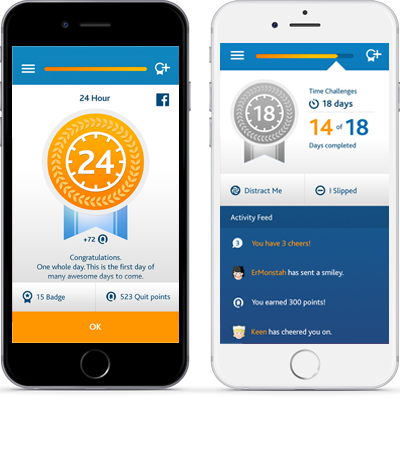 24 Hour
24
+72
Congratulations.
One whole day. This is the first day of
many awesome days to come.
15 Badge
523 Quit points
OK
18
Time Challenges
18 days
14 of 18
Days completed
Distract Me
I Slipped
Activity Feed
3
You have 3 cheers!
ErMonstah has sent a smiley.
You earned 300 points!
Keen has cheered you on.